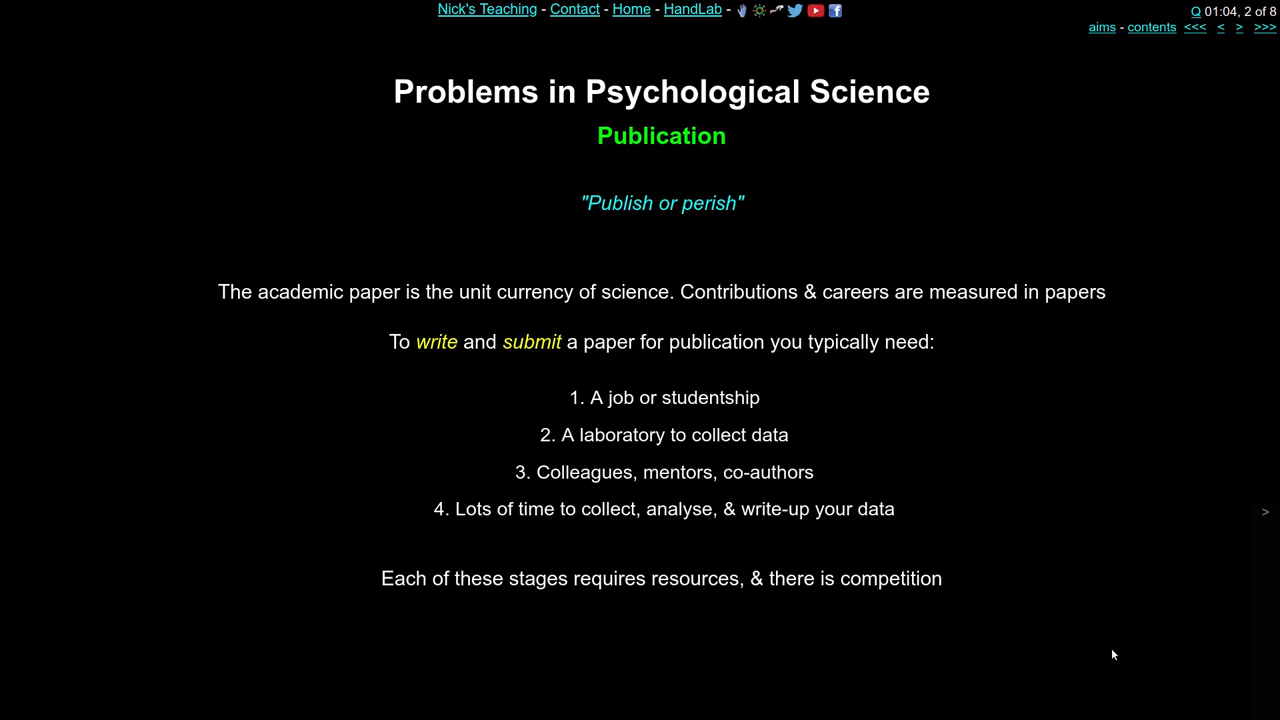 Nick's Teaching - Contact - Home - HandLab -
Q 01:04, 2 of 8
aims - contents <<< < > >>>
Problems in Psychological Science
Publication
"Publish or perish"
The academic paper is the unit currency of science. Contributions & careers are measured in papers
To write and submit a paper for publication you typically need:
1. A job or studentship
2. A laboratory to collect data
3. Colleagues, mentors, co-authors
4. Lots of time to collect, analyse, & write-up your data
>
Each of these stages requires resources, & there is competition